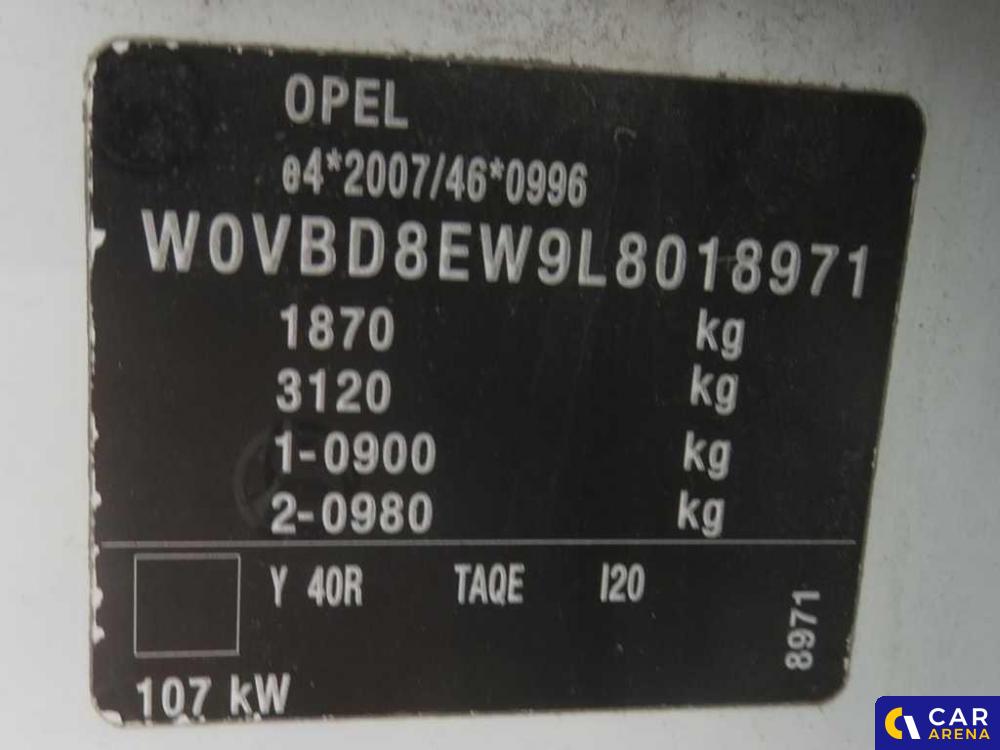 OPEL
e4*2007/46*0996
W0VBD8EW9L8018971
1870 kg
3120 kg
1-0900 kg
2-0980 kg
Y 40R TAQE I20
8971
107 kW
CAR
ARENA